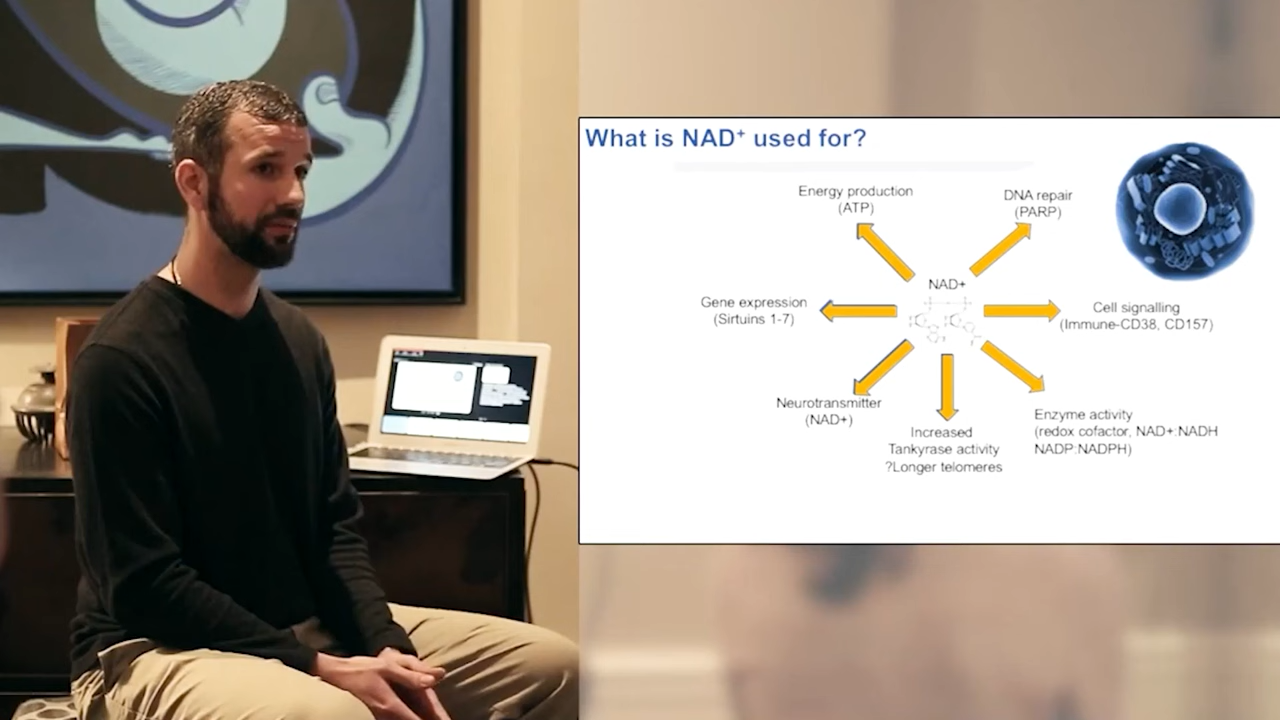 What is NAD⁺ used for?
Energy production
(ATP)
DNA repair
(PARP)
NAD+
Gene expression
(Sirtuins 1-7)
Cell signalling
(Immune-CD38, CD157)
Neurotransmitter
(NAD+)
Increased
Tankyrase activity
?Longer telomeres
Enzyme activity
(redox cofactor, NAD+:NADH
NADP:NADPH)